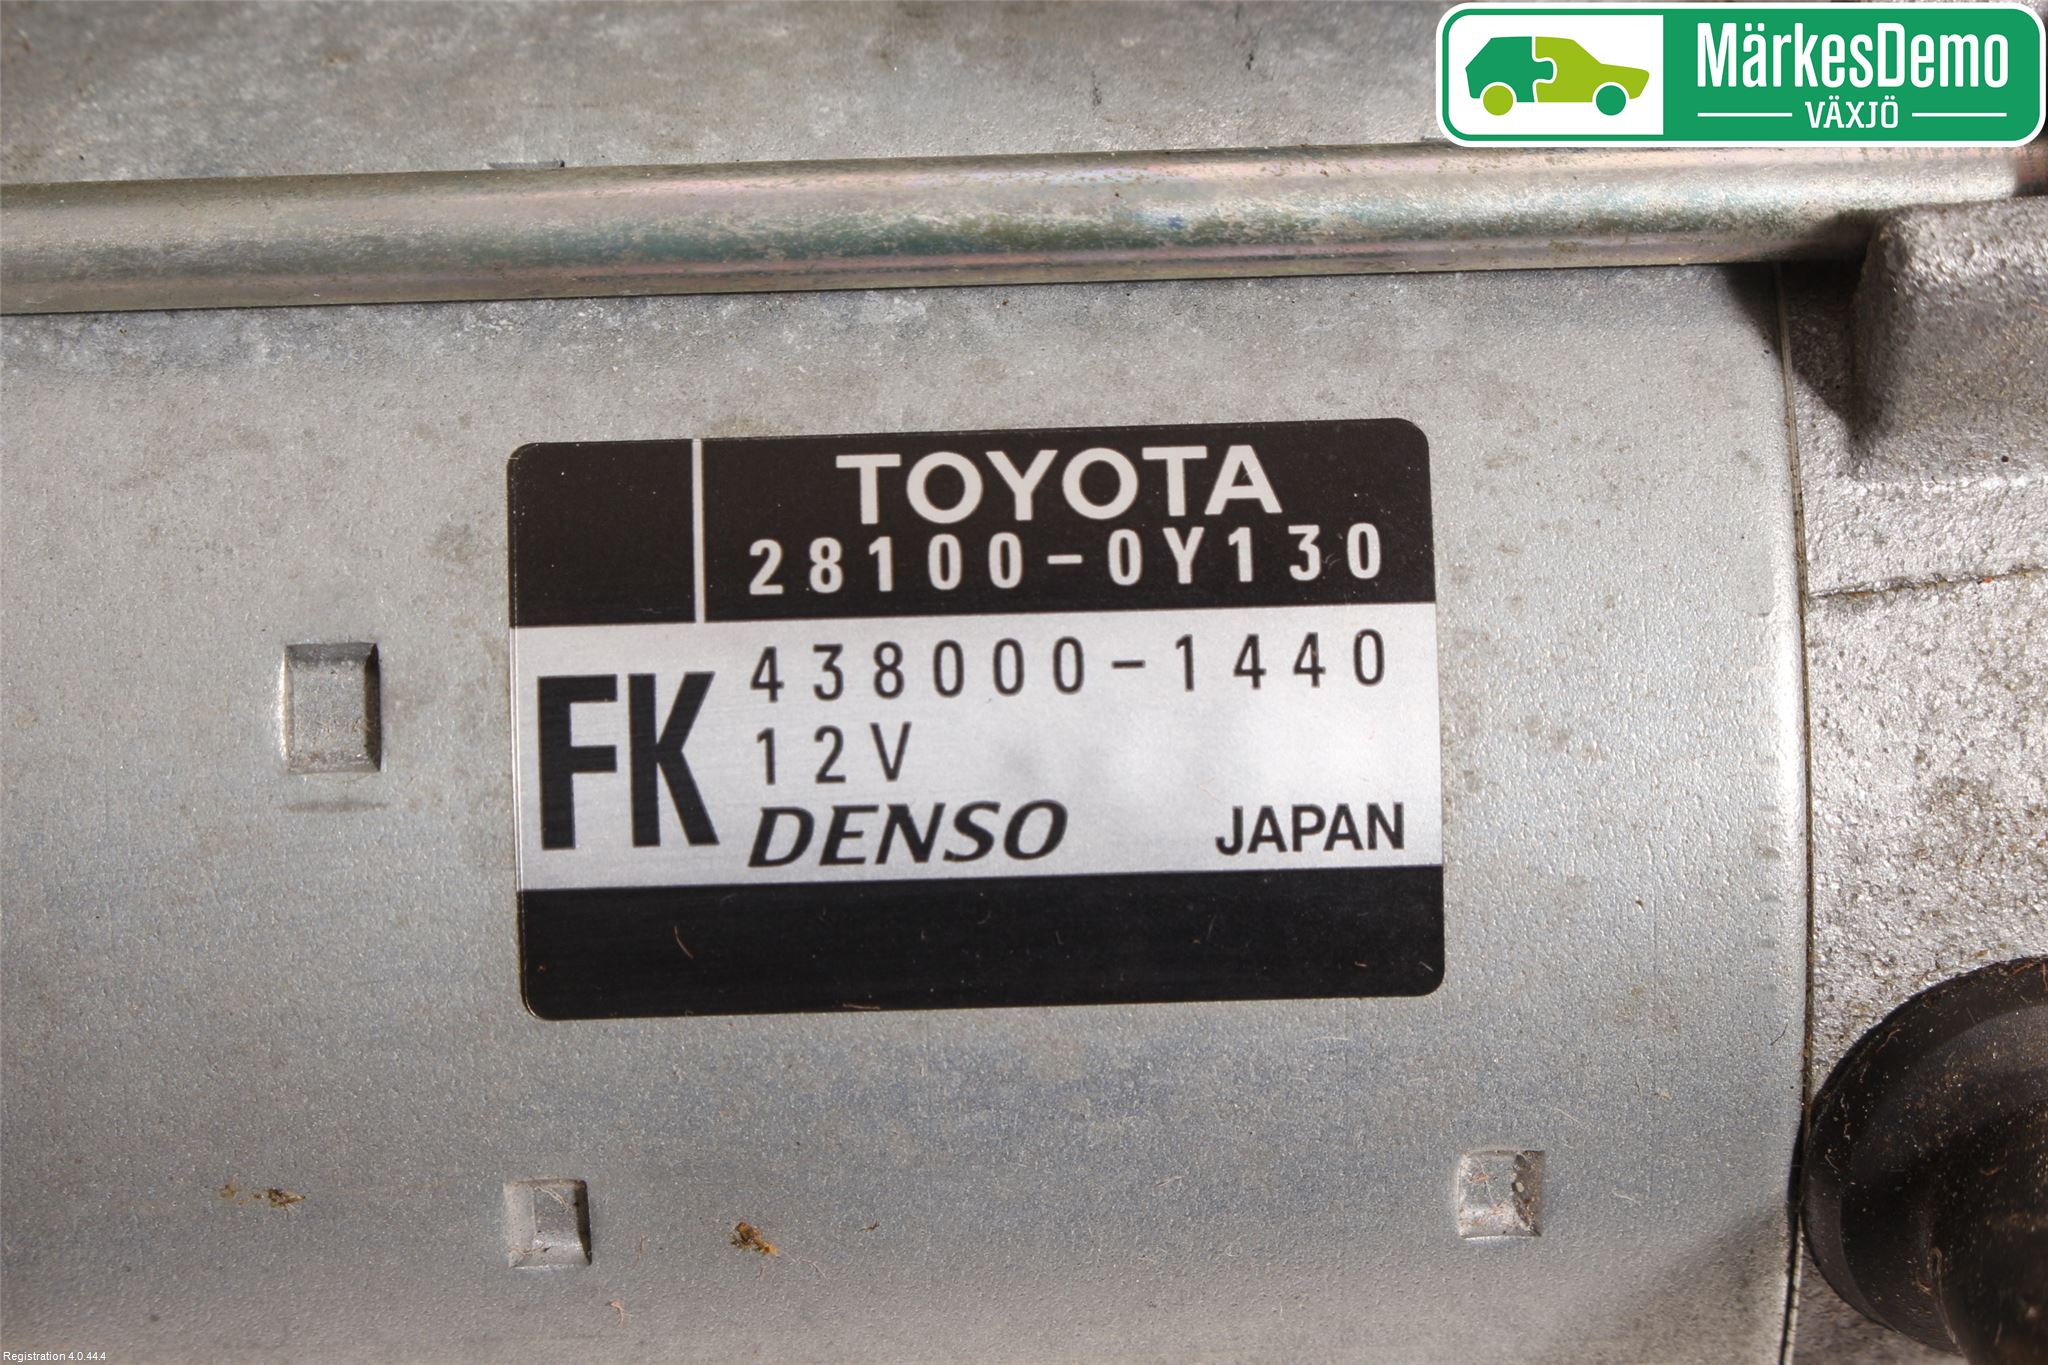 MärkesDemo
VÄXJÖ
TOYOTA
28100-0Y130
FK
438000-1440
12V
DENSO JAPAN
Registration 4.0.44.4